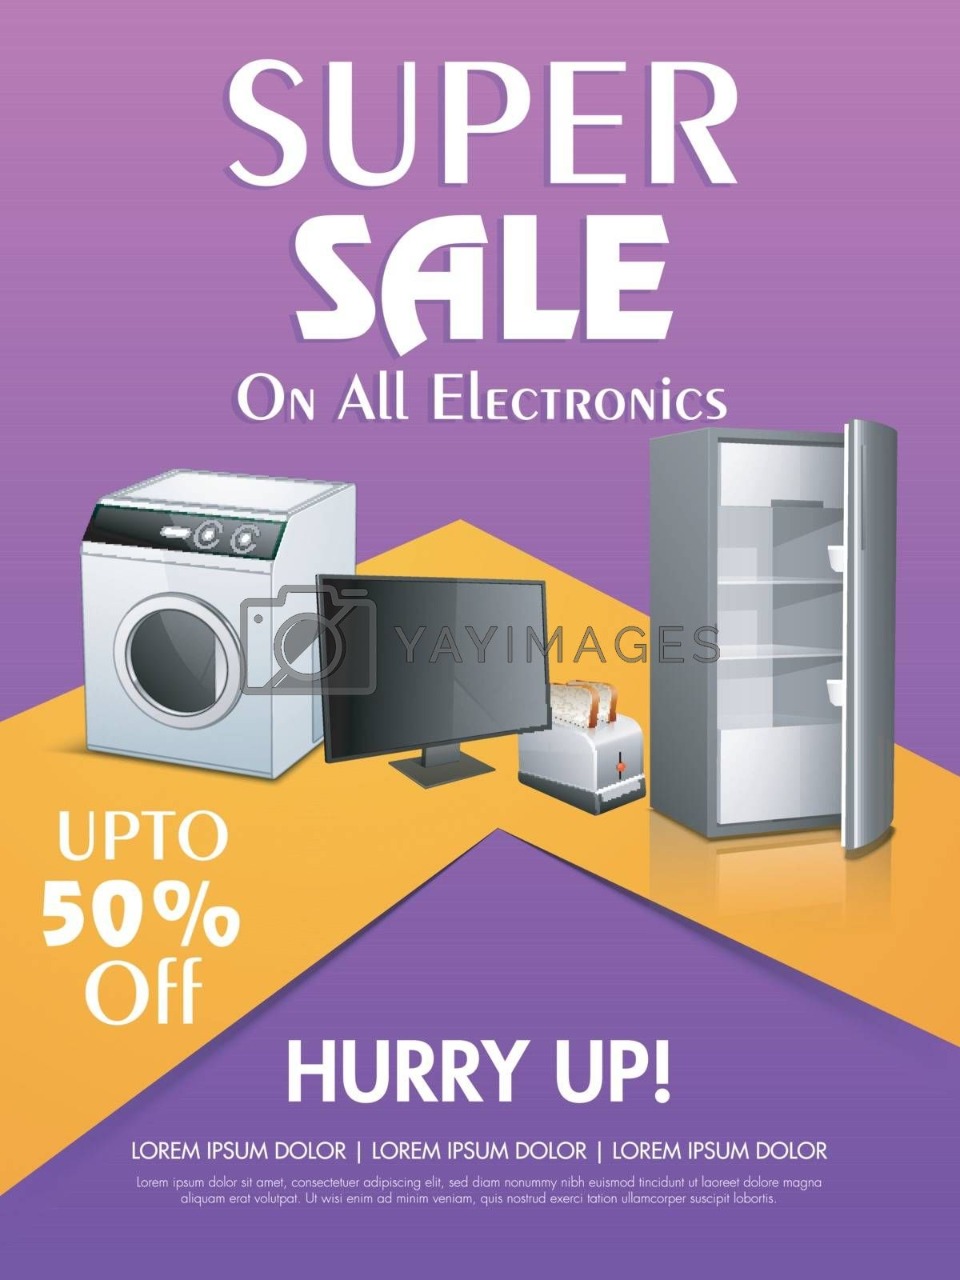 SUPER
SALE
On All Electronics
YAYIMAGES
UPTO
50%
Off
HURRY UP!
LOREM IPSUM DOLOR | LOREM IPSUM DOLOR | LOREM IPSUM DOLOR
Lorem ipsum dolor sit amet, consectetuer adipiscing elit, sed diam nonummy nibh euismod tincidunt ut laoreet dolore magna
aliquam erat volutpat. Ut wisi enim ad minim veniam, quis nostrud exerci tation ullamcorper suscipit lobortis.